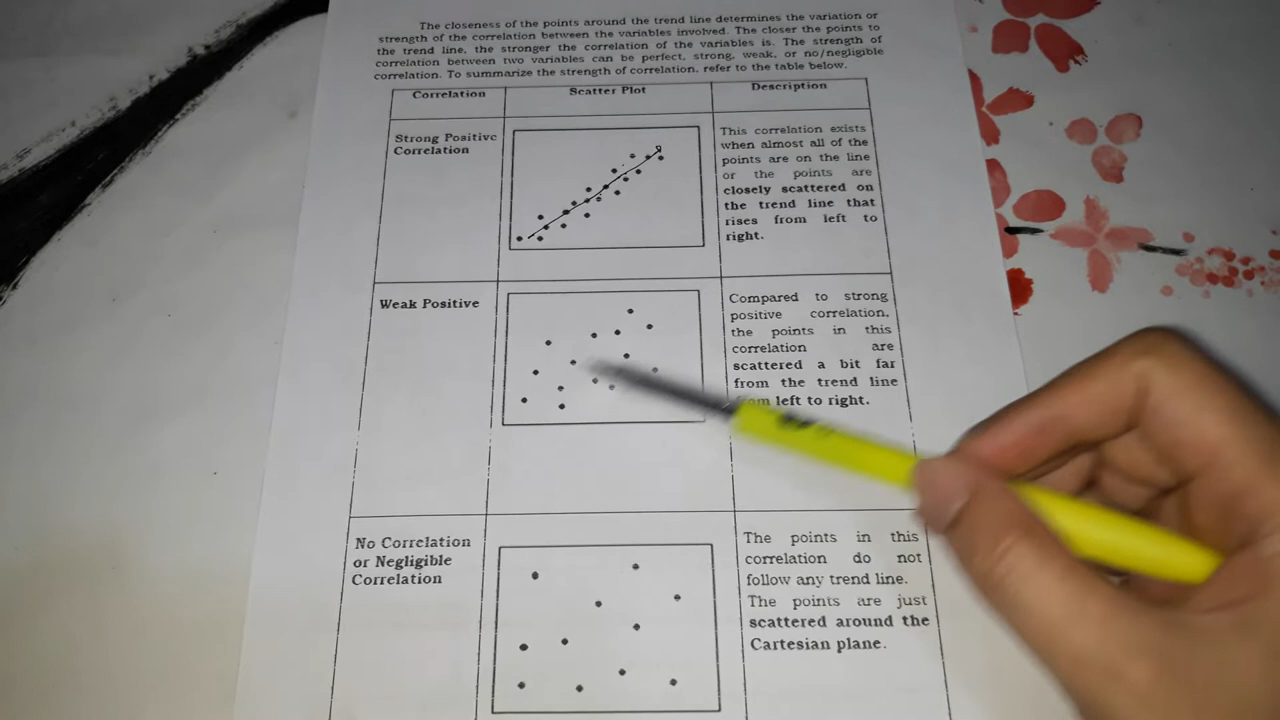 The closeness of the points around the trend line determines the variation or
strength of the correlation between the variables involved. The closer the points to
the trend line, the stronger the correlation of the variables is. The strength of
correlation between two variables can be perfect, strong, weak, or no/negligible
correlation. To summarize the strength of correlation, refer to the table below.
Correlation Scatter Plot Description
Strong Positive
Correlation
This correlation exists
when almost all of the
points are on the line
or the points are
closely scattered on
the trend line that
rises from left to
right.
Weak Positive
Compared to strong
positive correlation,
the points in this
correlation are
scattered a bit far
from the trend line
left to right.
No Correlation
or Negligible
Correlation
The points in this
correlation do not
follow any trend line.
The points are just
scattered around the
Cartesian plane.